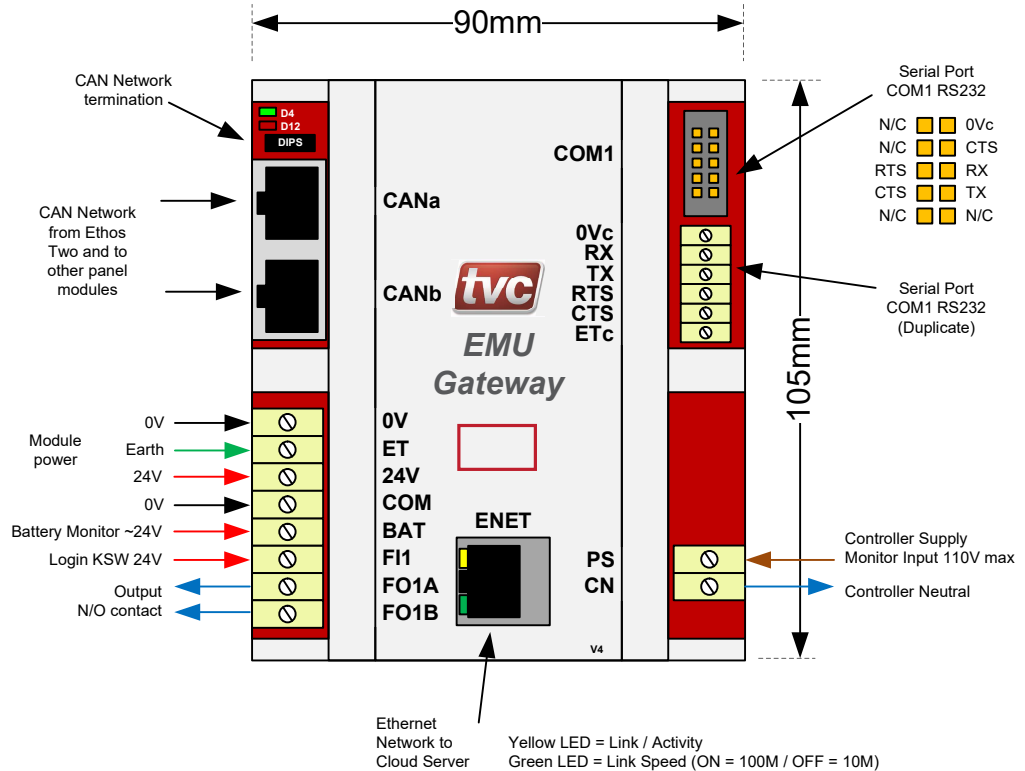 90mm
CAN Network
termination
D4
D12
DIPS
CAN Network
from Ethos
Two and to
other panel
modules
CANa
CANb
COM1
0Vc
RX
TX
RTS
CTS
ETc
tvc
EMU
Gateway
Serial Port
COM1 RS232
N/C 0Vc
N/C CTS
RTS RX
CTS TX
N/C N/C
Serial Port
COM1 RS232
(Duplicate)
105mm
Module
power
0V
Earth
24V
0V
Battery Monitor ~24V
Login KSW 24V
Output
N/O contact
0V
ET
24V
COM
BAT
FI1
FO1A
FO1B
ENET
PS
CN
V4
Controller Supply
Monitor Input 110V max
Controller Neutral
Ethernet
Network to
Cloud Server
Yellow LED = Link / Activity
Green LED = Link Speed (ON = 100M / OFF = 10M)